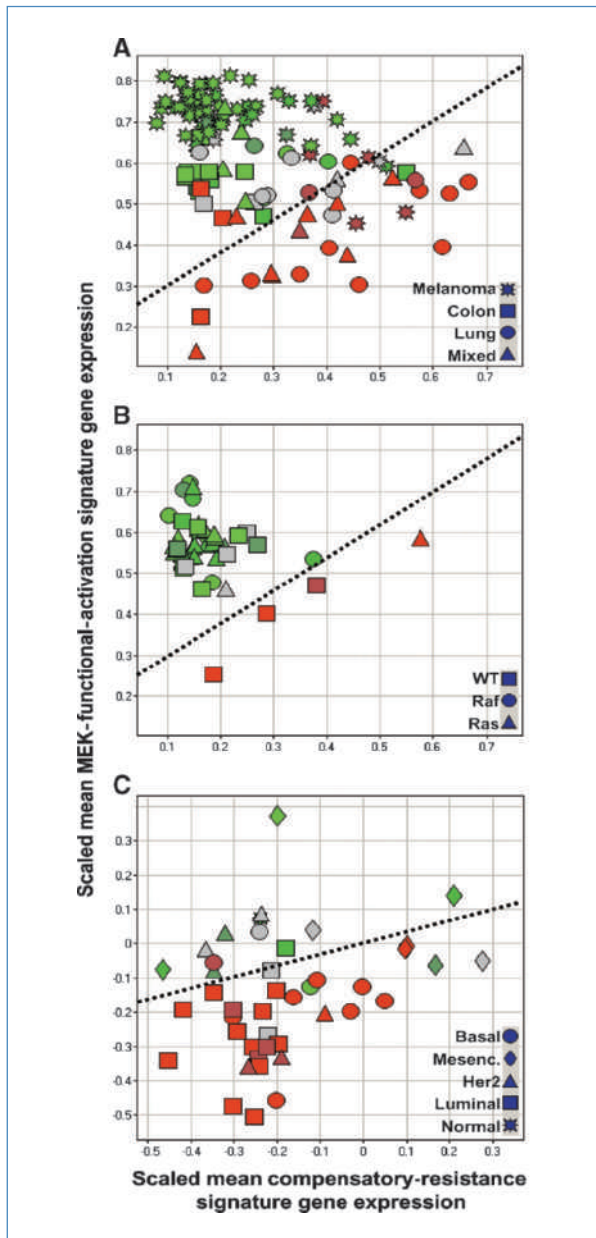 A
0.8
0.7
0.6
0.5
0.4
0.3
0.2
0.1 0.2 0.3 0.4 0.5 0.6 0.7
Melanoma
Colon
Lung
Mixed
B
0.8
0.7
0.6
0.5
0.4
0.3
0.2
0.1 0.2 0.3 0.4 0.5 0.6 0.7
WT
Raf
Ras
C
0.3
0.2
0.1
0
-0.1
-0.2
-0.3
-0.4
-0.5
-0.5 -0.4 -0.3 -0.2 -0.1 0 0.1 0.2 0.3
Basal
Mesenc.
Her2
Luminal
Normal
Scaled mean MEK-functional-activation signature gene expression
Scaled mean compensatory-resistance
signature gene expression